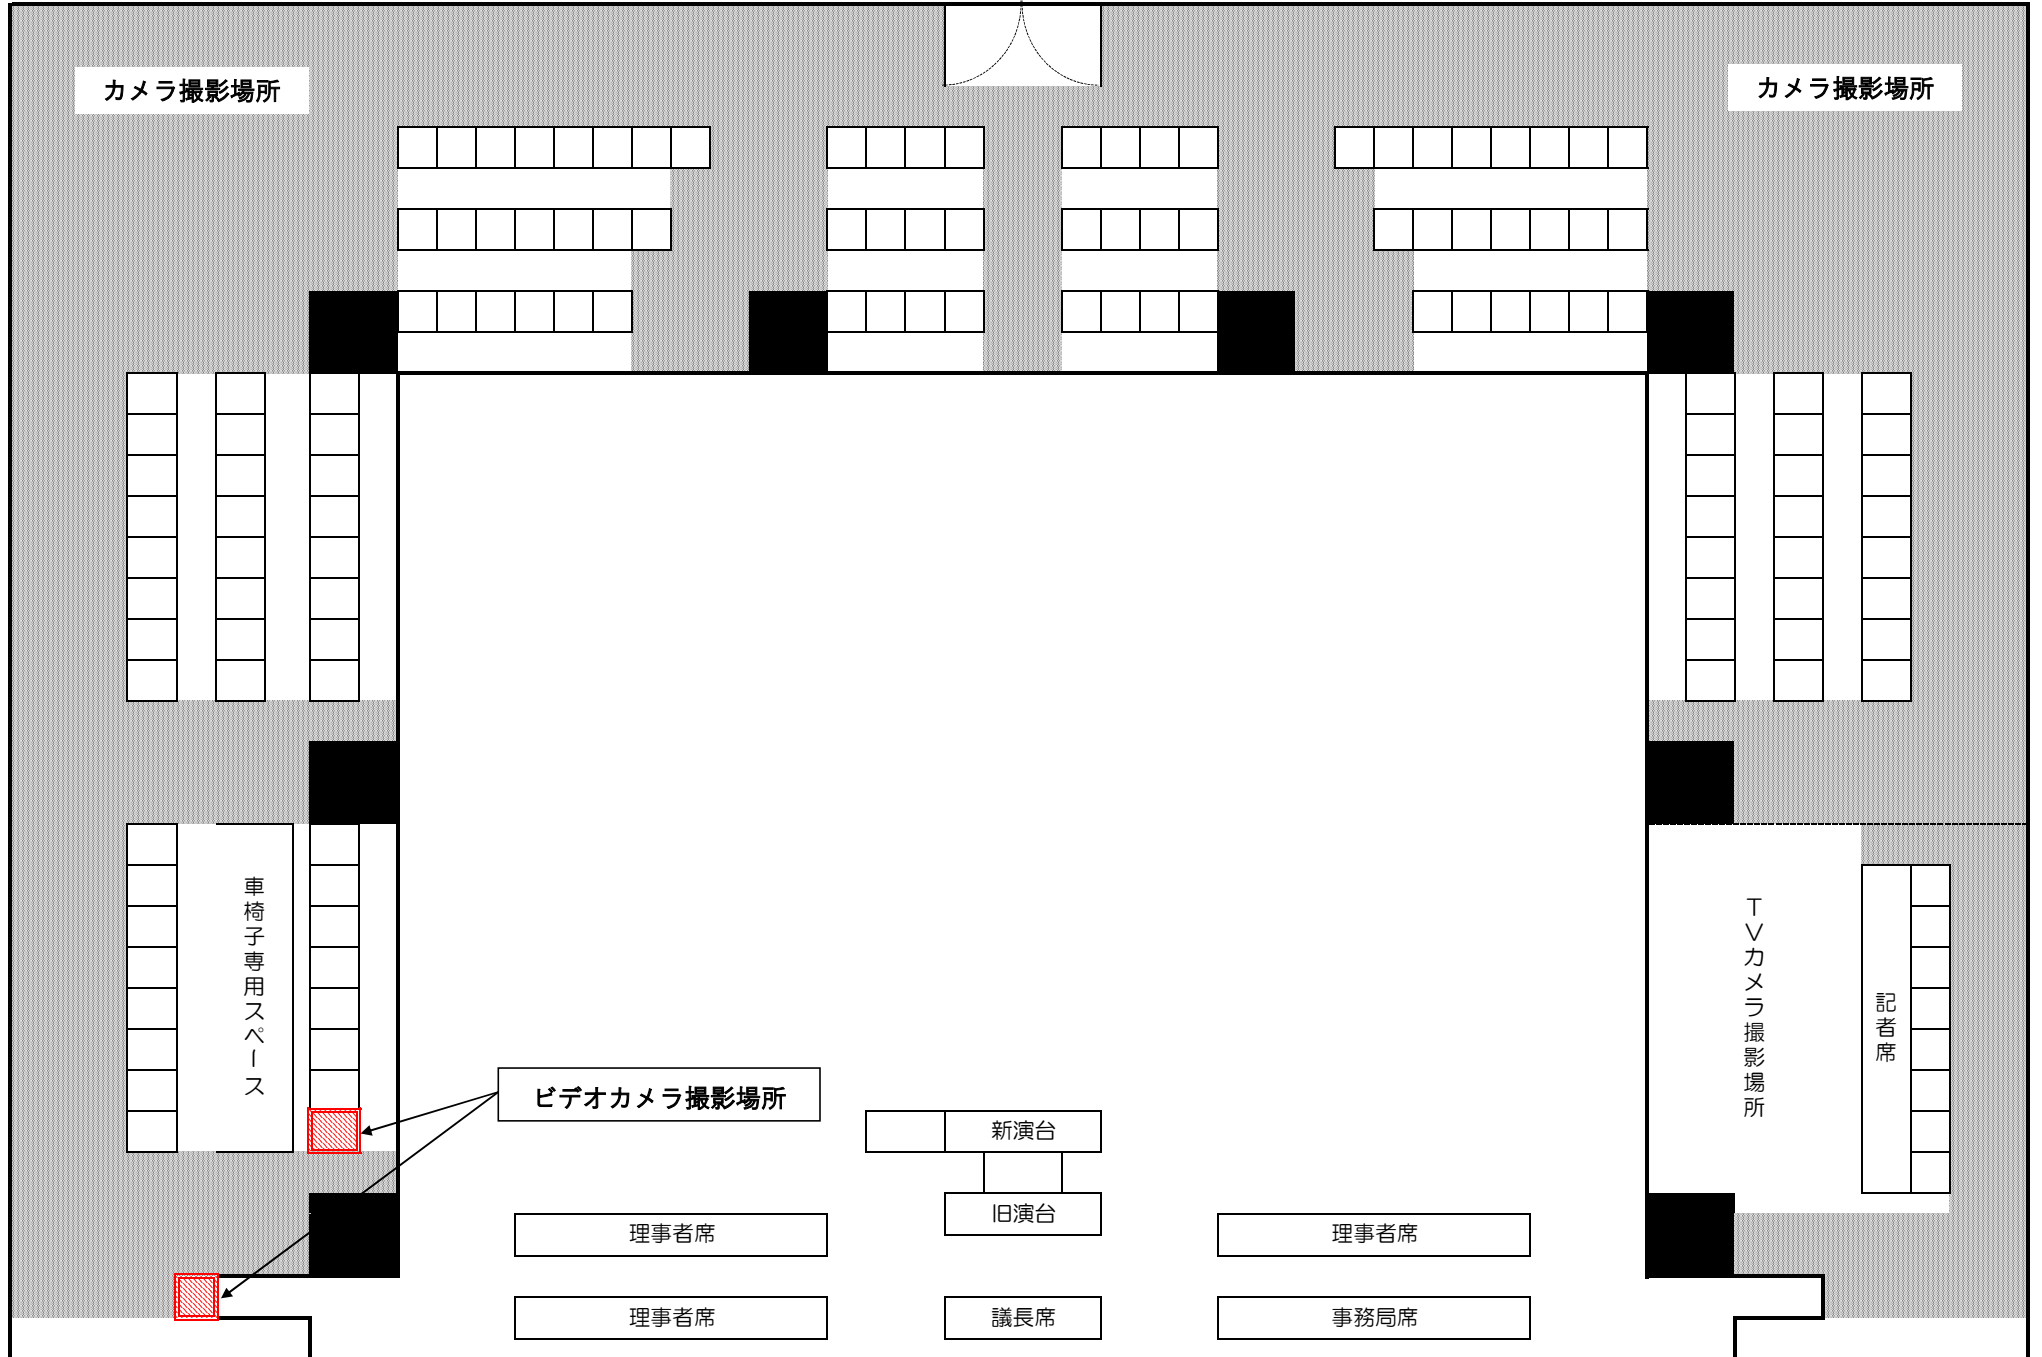 カメラ撮影場所
カメラ撮影場所
車椅子専用スペース
TVカメラ撮影場所
記者席
ビデオカメラ撮影場所
新演台
旧演台
理事者席
理事者席
理事者席
議長席
事務局席